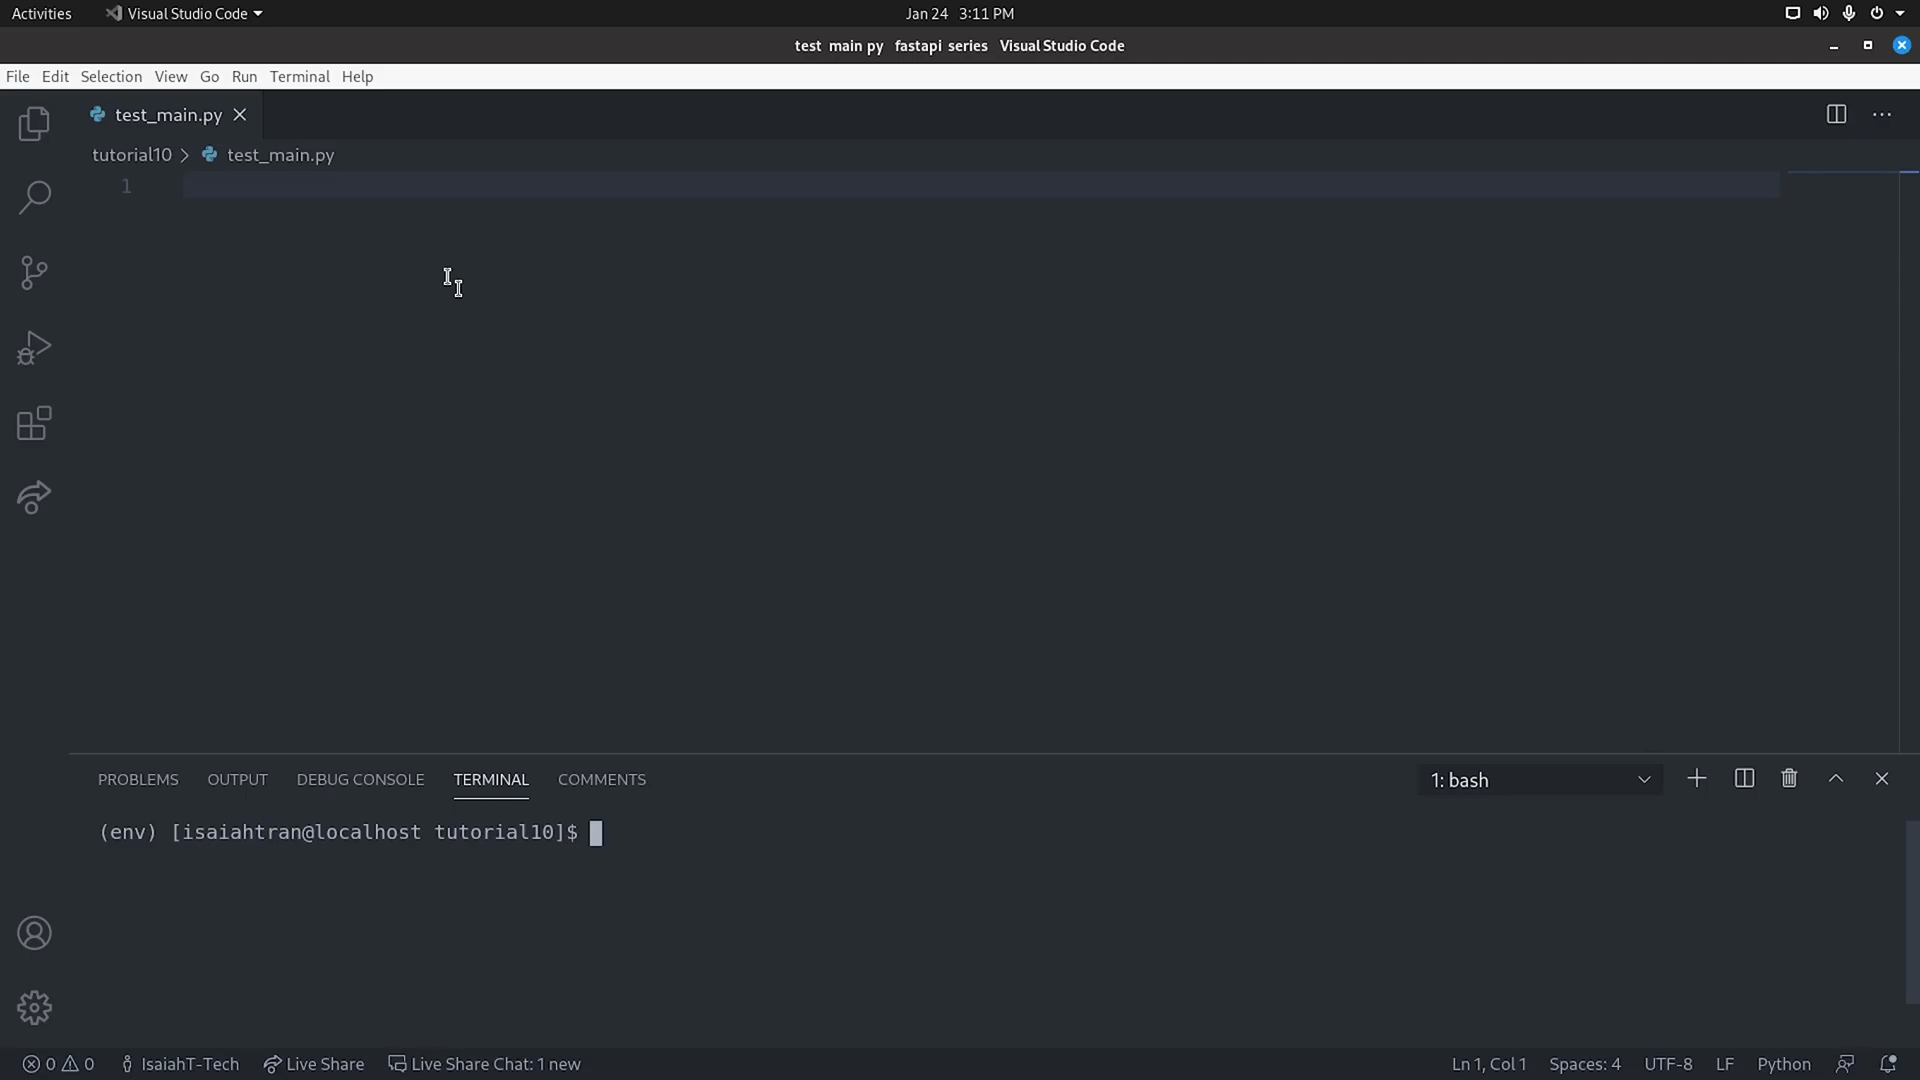 Activities Visual Studio Code Jan 24 3:11 PM
test main py fastapi series Visual Studio Code
File Edit Selection View Go Run Terminal Help
test_main.py
tutorial10 > test_main.py
1
PROBLEMS OUTPUT DEBUG CONSOLE TERMINAL COMMENTS 1: bash
(env) [isaiahtran@localhost tutorial10]$
0 0 IsaiahT-Tech Live Share Live Share Chat: 1 new Ln 1, Col 1 Spaces: 4 UTF-8 LF Python